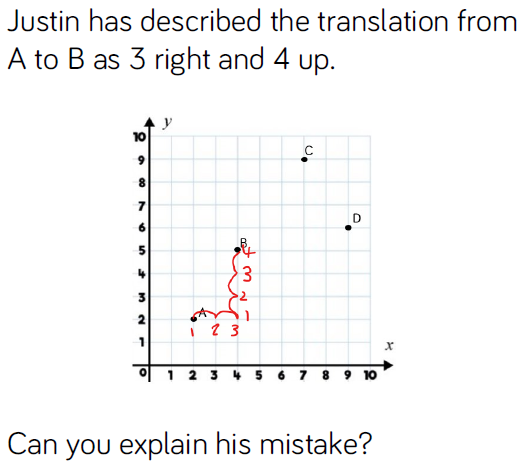 Justin has described the translation from
A to B as 3 right and 4 up.
y
10
9
C
8
7
D
6
B
5
4
4
3
3
2
A
1
2
1 2 3
1
x
0 1 2 3 4 5 6 7 8 9 10
Can you explain his mistake?